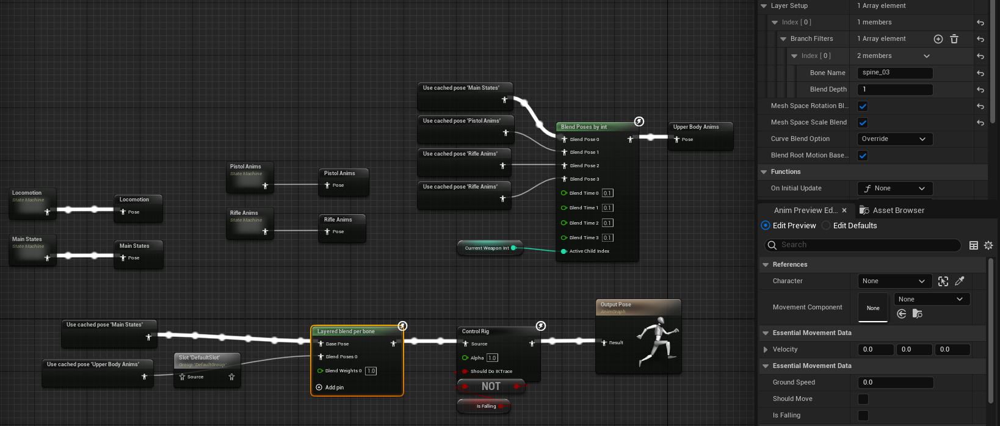 Locomotion
State Machine
Locomotion
Pose
Main States
State Machine
Main States
Pose
Pistol Anims
State Machine
Pistol Anims
Pose
Rifle Anims
State Machine
Rifle Anims
Pose
Use cached pose 'Main States'
Use cached pose 'Pistol Anims'
Use cached pose 'Rifle Anims'
Use cached pose 'Rifle Anims'
Current Weapon Int
Blend Poses by int
Blend Pose 0
Blend Pose 1
Blend Pose 2
Blend Pose 3
Blend Time 0 0.1
Blend Time 1 0.1
Blend Time 2 0.1
Blend Time 3 0.1
Active Child Index
Upper Body Anims
Pose
Use cached pose 'Main States'
Use cached pose 'Upper Body Anims'
Slot 'DefaultSlot'
Group 'DefaultGroup'
Source
Layered blend per bone
Base Pose
Blend Poses 0
Blend Weights 0 1.0
Add pin
Control Rig
Source
Alpha 1.0
Should Do IKTrace
NOT
Is Falling
Output Pose
AnimGraph
Result
Layer Setup 1 Array element
Index [ 0 ] 1 members
Branch Filters 1 Array element
Index [ 0 ] 2 members
Bone Name spine_03
Blend Depth 1
Mesh Space Rotation Bl...
Mesh Space Scale Blend
Curve Blend Option Override
Blend Root Motion Base...
Functions
On Initial Update f None
Anim Preview Ed... × Asset Browser
Edit Preview Edit Defaults
Search
References
Character None
Movement Component None None
Essential Movement Data
Velocity 0.0 0.0 0.0
Essential Movement Data
Ground Speed 0.0
Should Move
Is Falling